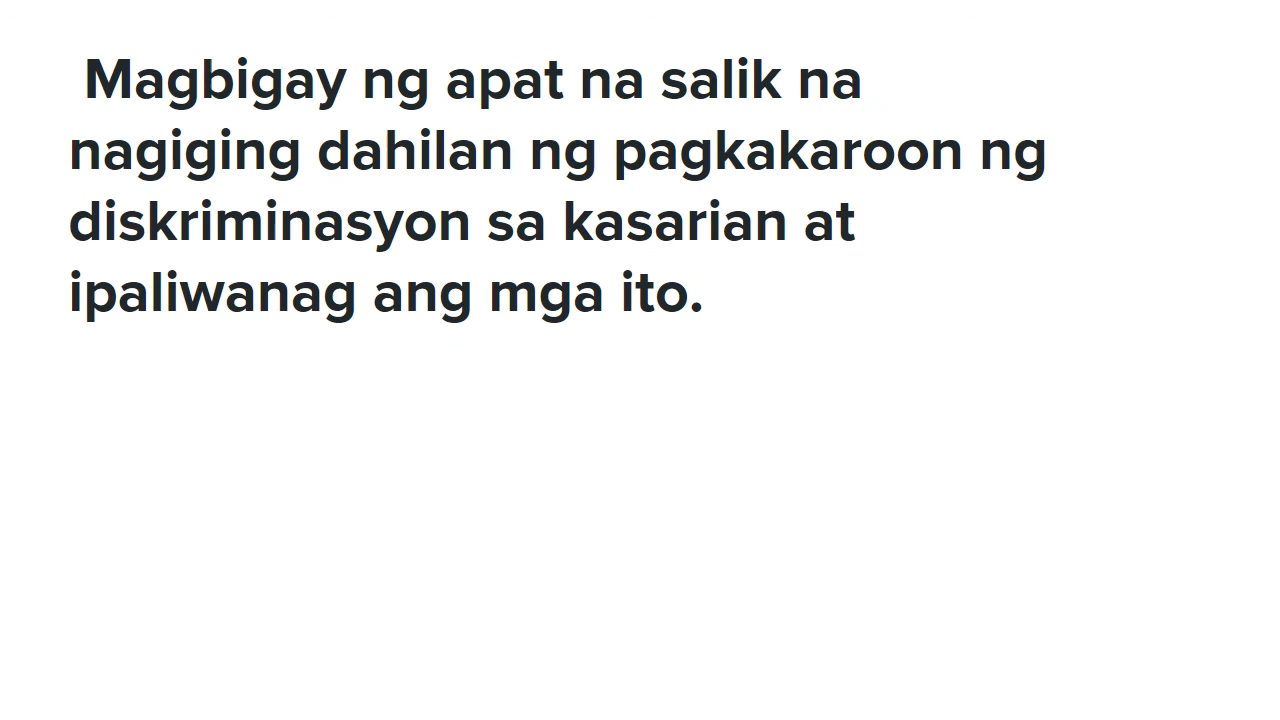 Magbigay ng apat na salik na
nagiging dahilan ng pagkakaroon ng
diskriminasyon sa kasarian at
ipaliwanag ang mga ito.